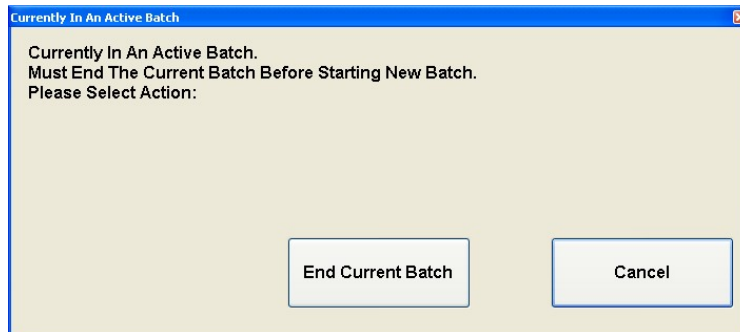 Currently In An Active Batch
Currently In An Active Batch.
Must End The Current Batch Before Starting New Batch.
Please Select Action:
End Current Batch
Cancel